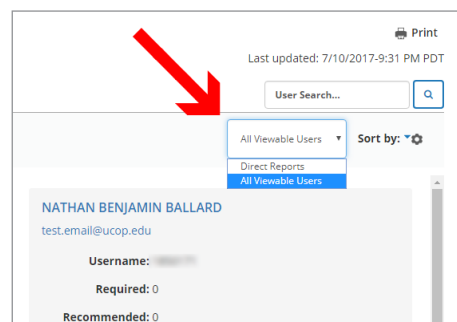 Print
Last updated: 7/10/2017-9:31 PM PDT
User Search...
All Viewable Users Sort by:
Direct Reports
All Viewable Users
NATHAN BENJAMIN BALLARD
test.email@ucop.edu
Username:
Required: 0
Recommended: 0